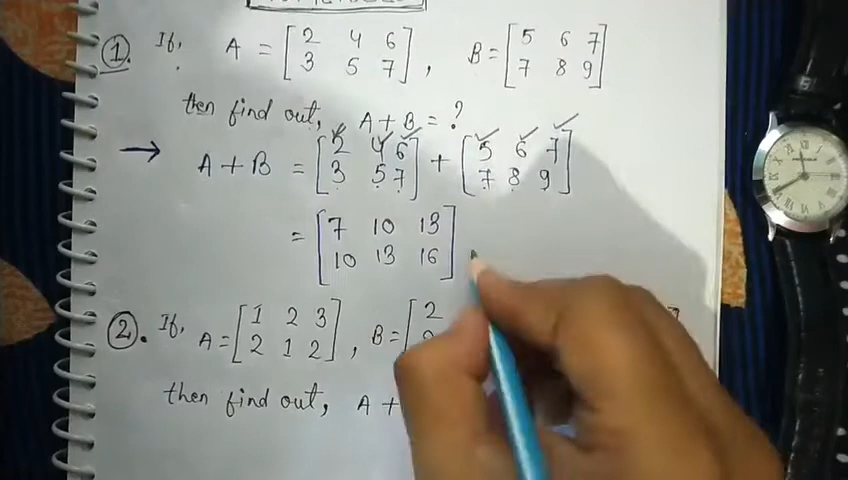 1. If, A = [2 4 6 3 5 7], B = [5 6 7 7 8 9]
then find out, A + B = ?
→ A + B = [2 4 6 3 5 7] + [5 6 7 7 8 9]
= [7 10 13 10 13 16]
2. If, A = [1 2 3 2 1 2], B = [2
then find out, A +